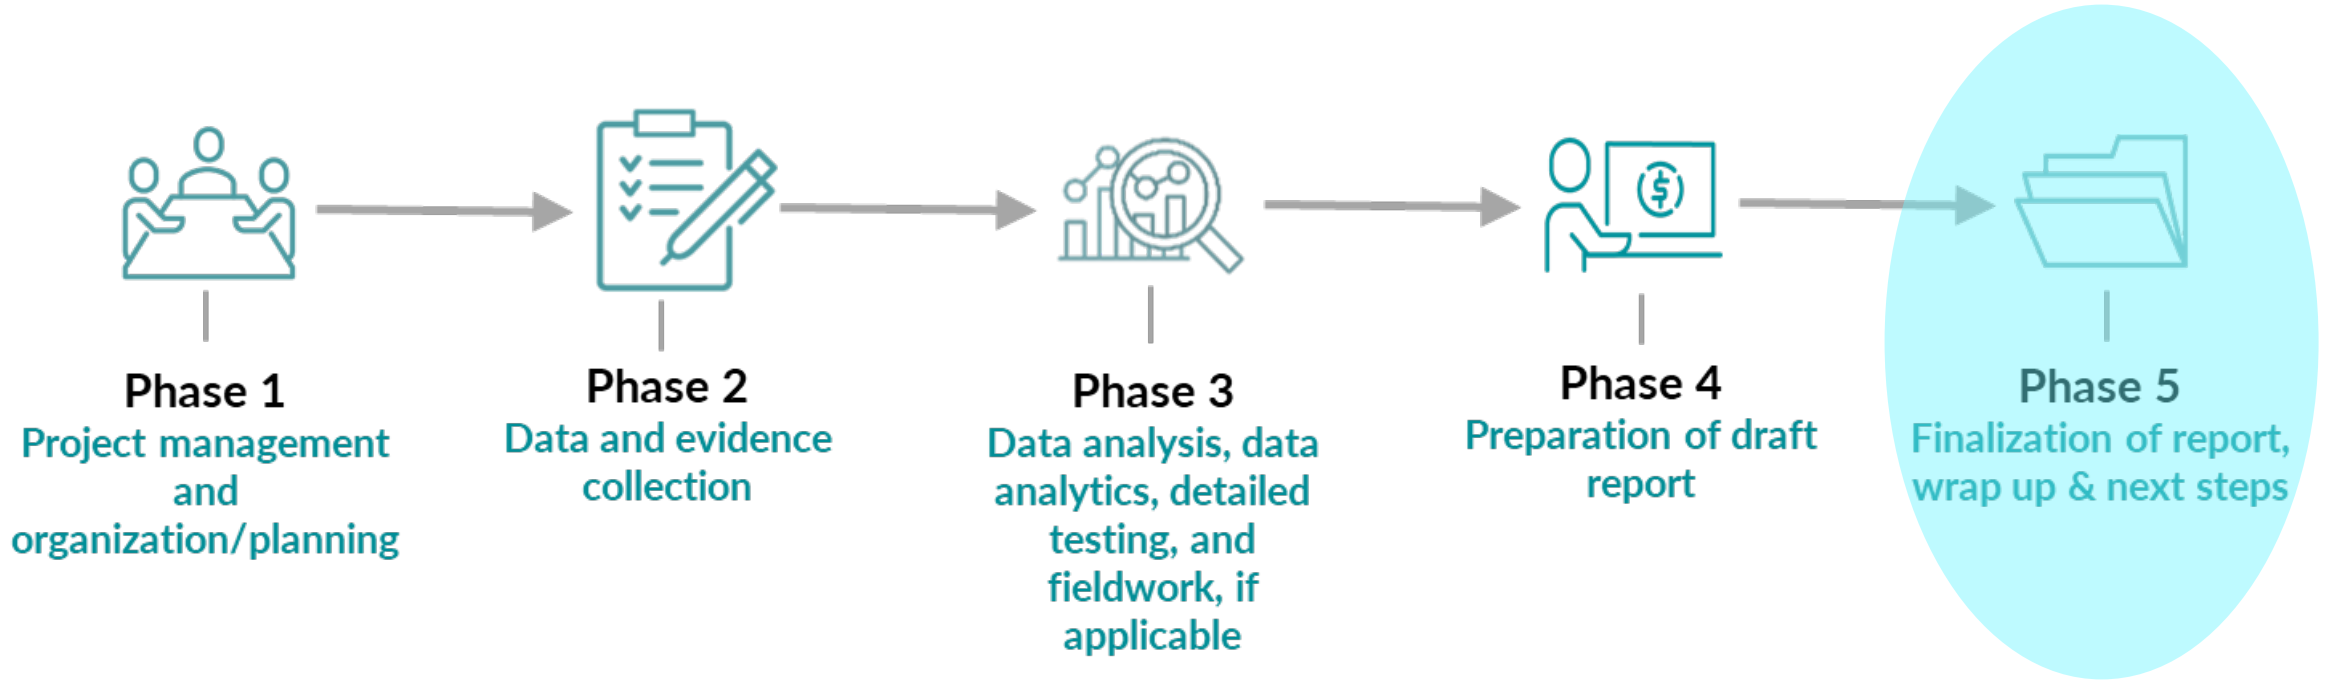 Phase 1
Project management
and
organization/planning
Phase 2
Data and evidence
collection
Phase 3
Data analysis, data
analytics, detailed
testing, and
fieldwork, if
applicable
$
Phase 4
Preparation of draft
report
Phase 5
Finalization of report,
wrap up & next steps